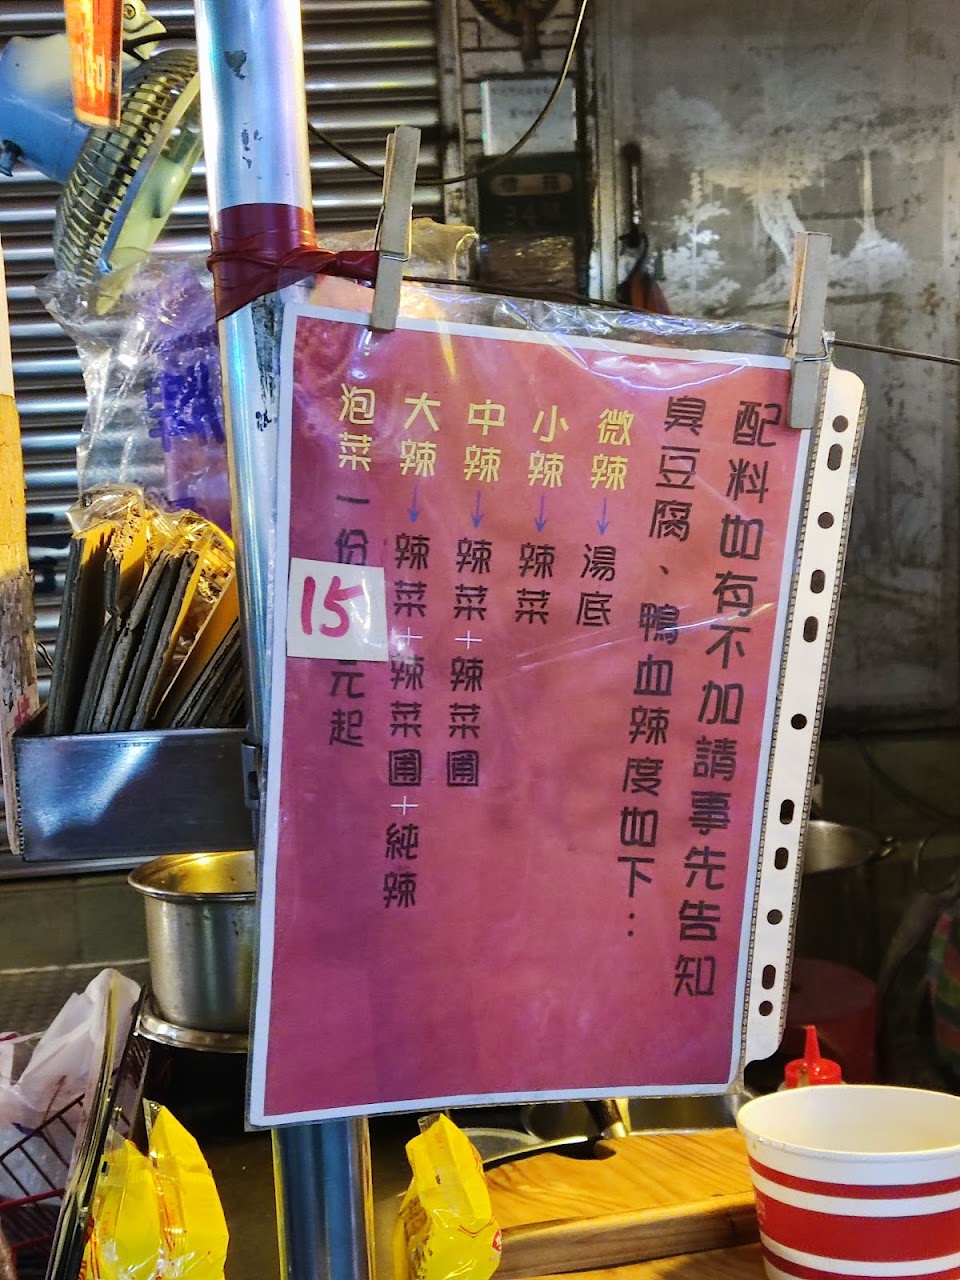 配料如有不加請事先告知
臭豆腐、鴨血辣度如下：
微辣↓湯底
小辣↓辣菜
中辣↓辣菜+辣菜圃
大辣↓辣菜+辣菜圃+純辣
泡菜一份15元起